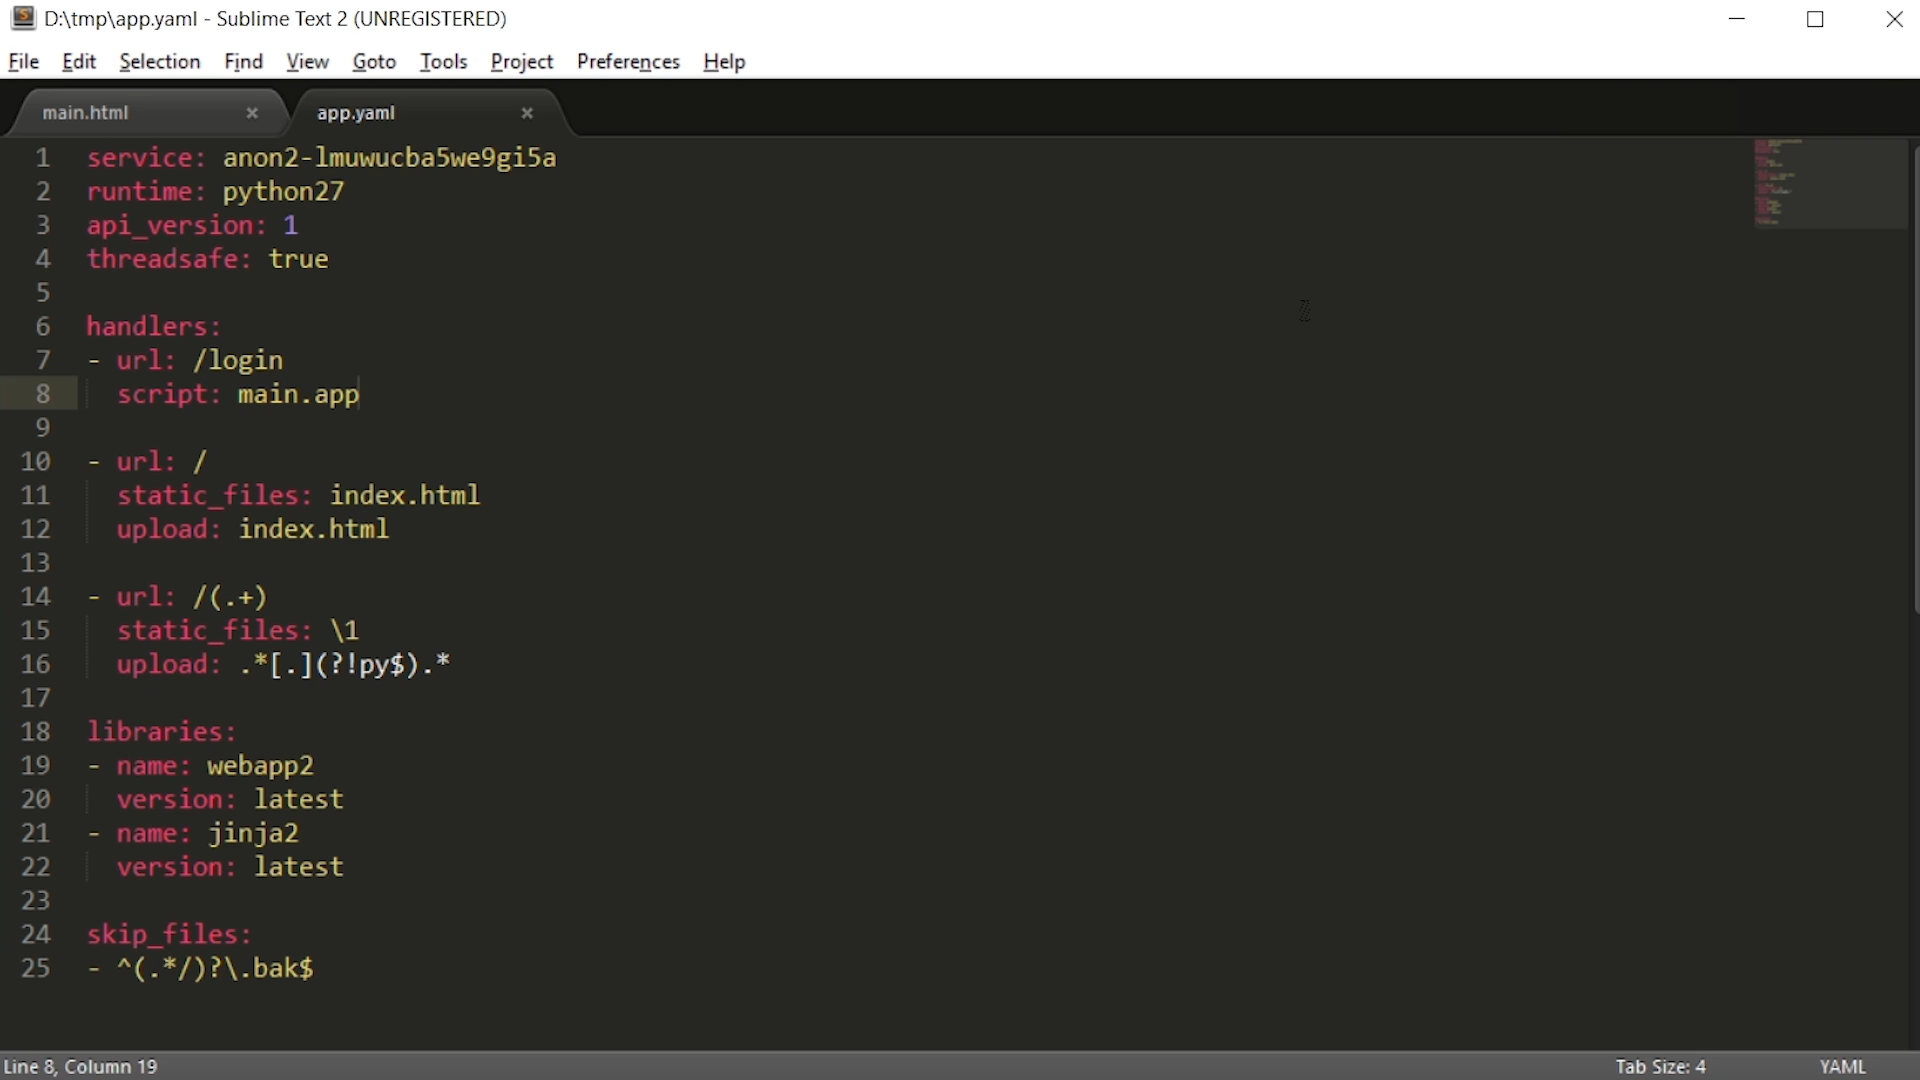 D:\tmp\app.yaml - Sublime Text 2 (UNREGISTERED)
File Edit Selection Find View Goto Tools Project Preferences Help
main.html × app.yaml ×
1 service: anon2-lmuwucba5we9gi5a
2 runtime: python27
3 api_version: 1
4 threadsafe: true
5
6 handlers:
7 - url: /login
8 script: main.app
9
10 - url: /
11 static_files: index.html
12 upload: index.html
13
14 - url: /(.+)
15 static_files: \1
16 upload: .*[.](?!py$).*
17
18 libraries:
19 - name: webapp2
20 version: latest
21 - name: jinja2
22 version: latest
23
24 skip_files:
25 - ^(.*/)?\.bak$
Line 8, Column 19 Tab Size: 4 YAML